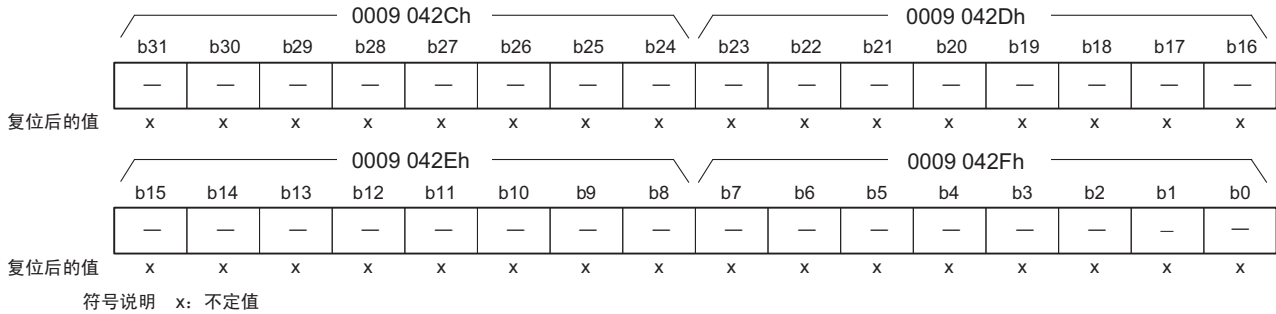 0009 042Ch 0009 042Dh
b31 b30 b29 b28 b27 b26 b25 b24 b23 b22 b21 b20 b19 b18 b17 b16
— — — — — — — — — — — — — — — —
复位后的值 x x x x x x x x x x x x x x x x
0009 042Eh 0009 042Fh
b15 b14 b13 b12 b11 b10 b9 b8 b7 b6 b5 b4 b3 b2 b1 b0
— — — — — — — — — — — — — — – —
复位后的值 x x x x x x x x x x x x x x x x
符号说明 x：不定值